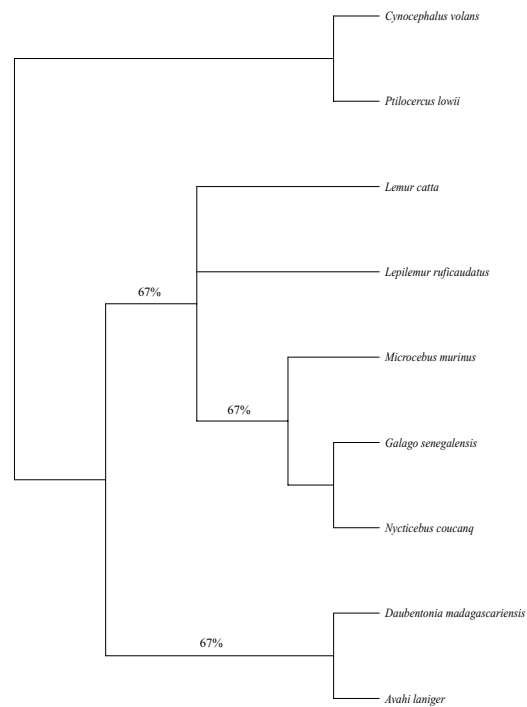 Cynocephalus volans
Ptilocercus lowii
Lemur catta
Lepilemur ruficaudatus
67%
Microcebus murinus
67%
Galago senegalensis
Nycticebus coucanq
Daubentonia madagascariensis
67%
Avahi laniger